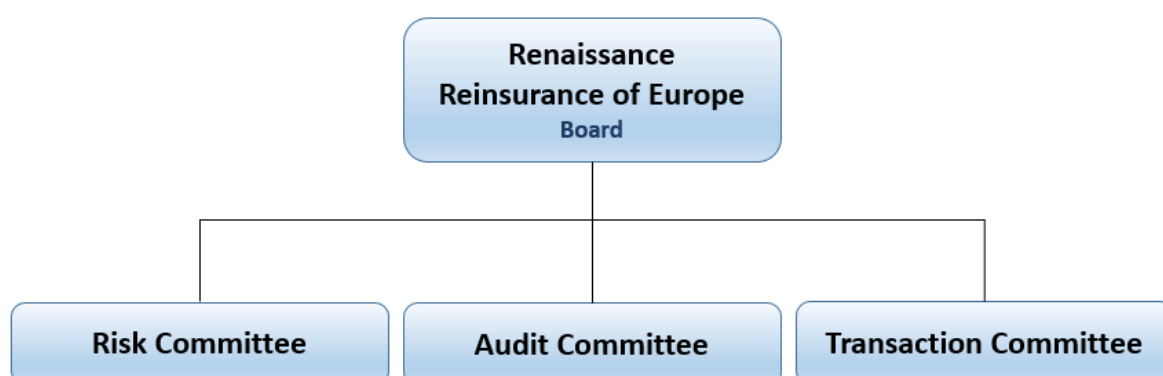 Renaissance
Reinsurance of Europe
Board
Risk Committee
Audit Committee
Transaction Committee